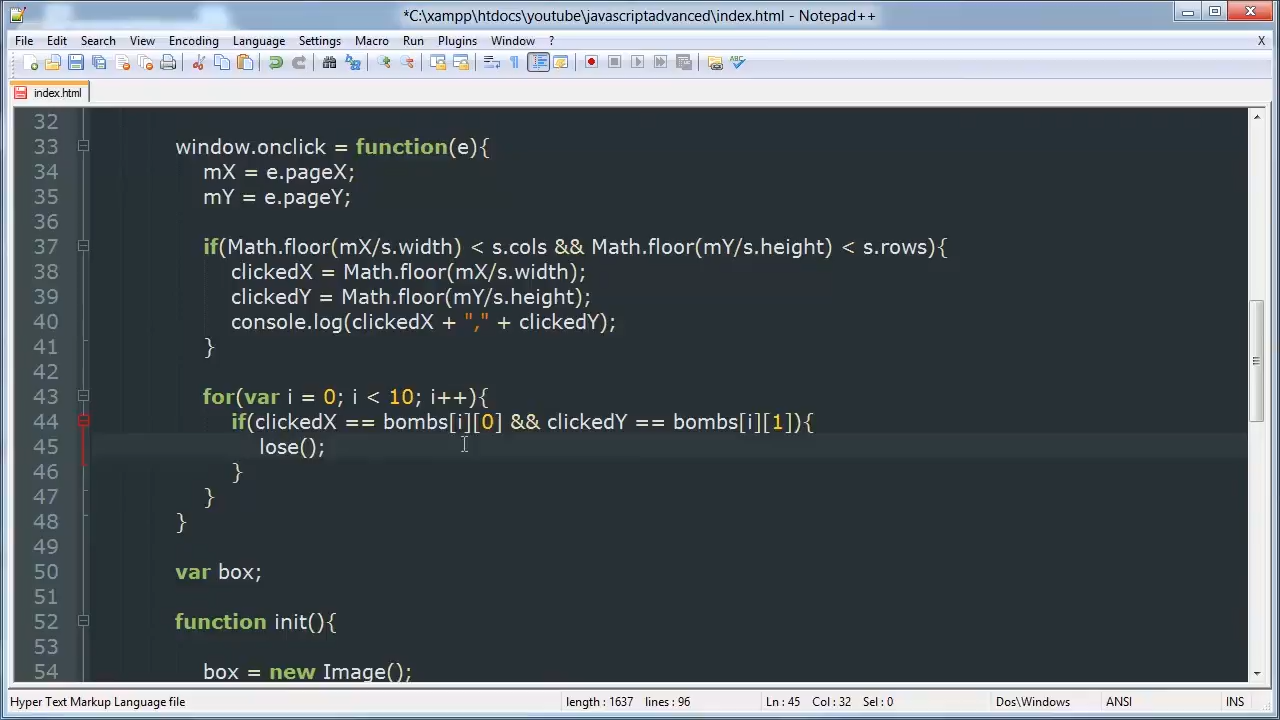 *C:\xampp\htdocs\youtube\javascriptadvanced\index.html - Notepad++
File Edit Search View Encoding Language Settings Macro Run Plugins Window ? X
index.html
32
33 window.onclick = function(e){
34 mX = e.pageX;
35 mY = e.pageY;
36
37 if(Math.floor(mX/s.width) < s.cols && Math.floor(mY/s.height) < s.rows){
38 clickedX = Math.floor(mX/s.width);
39 clickedY = Math.floor(mY/s.height);
40 console.log(clickedX + "," + clickedY);
41 }
42
43 for(var i = 0; i < 10; i++){
44 if(clickedX == bombs[i][0] && clickedY == bombs[i][1]){
45 lose();
46 }
47 }
48 }
49
50 var box;
51
52 function init(){
53
54 box = new Image();
Hyper Text Markup Language file length : 1637 lines : 96 Ln : 45 Col : 32 Sel : 0 Dos\Windows ANSI INS